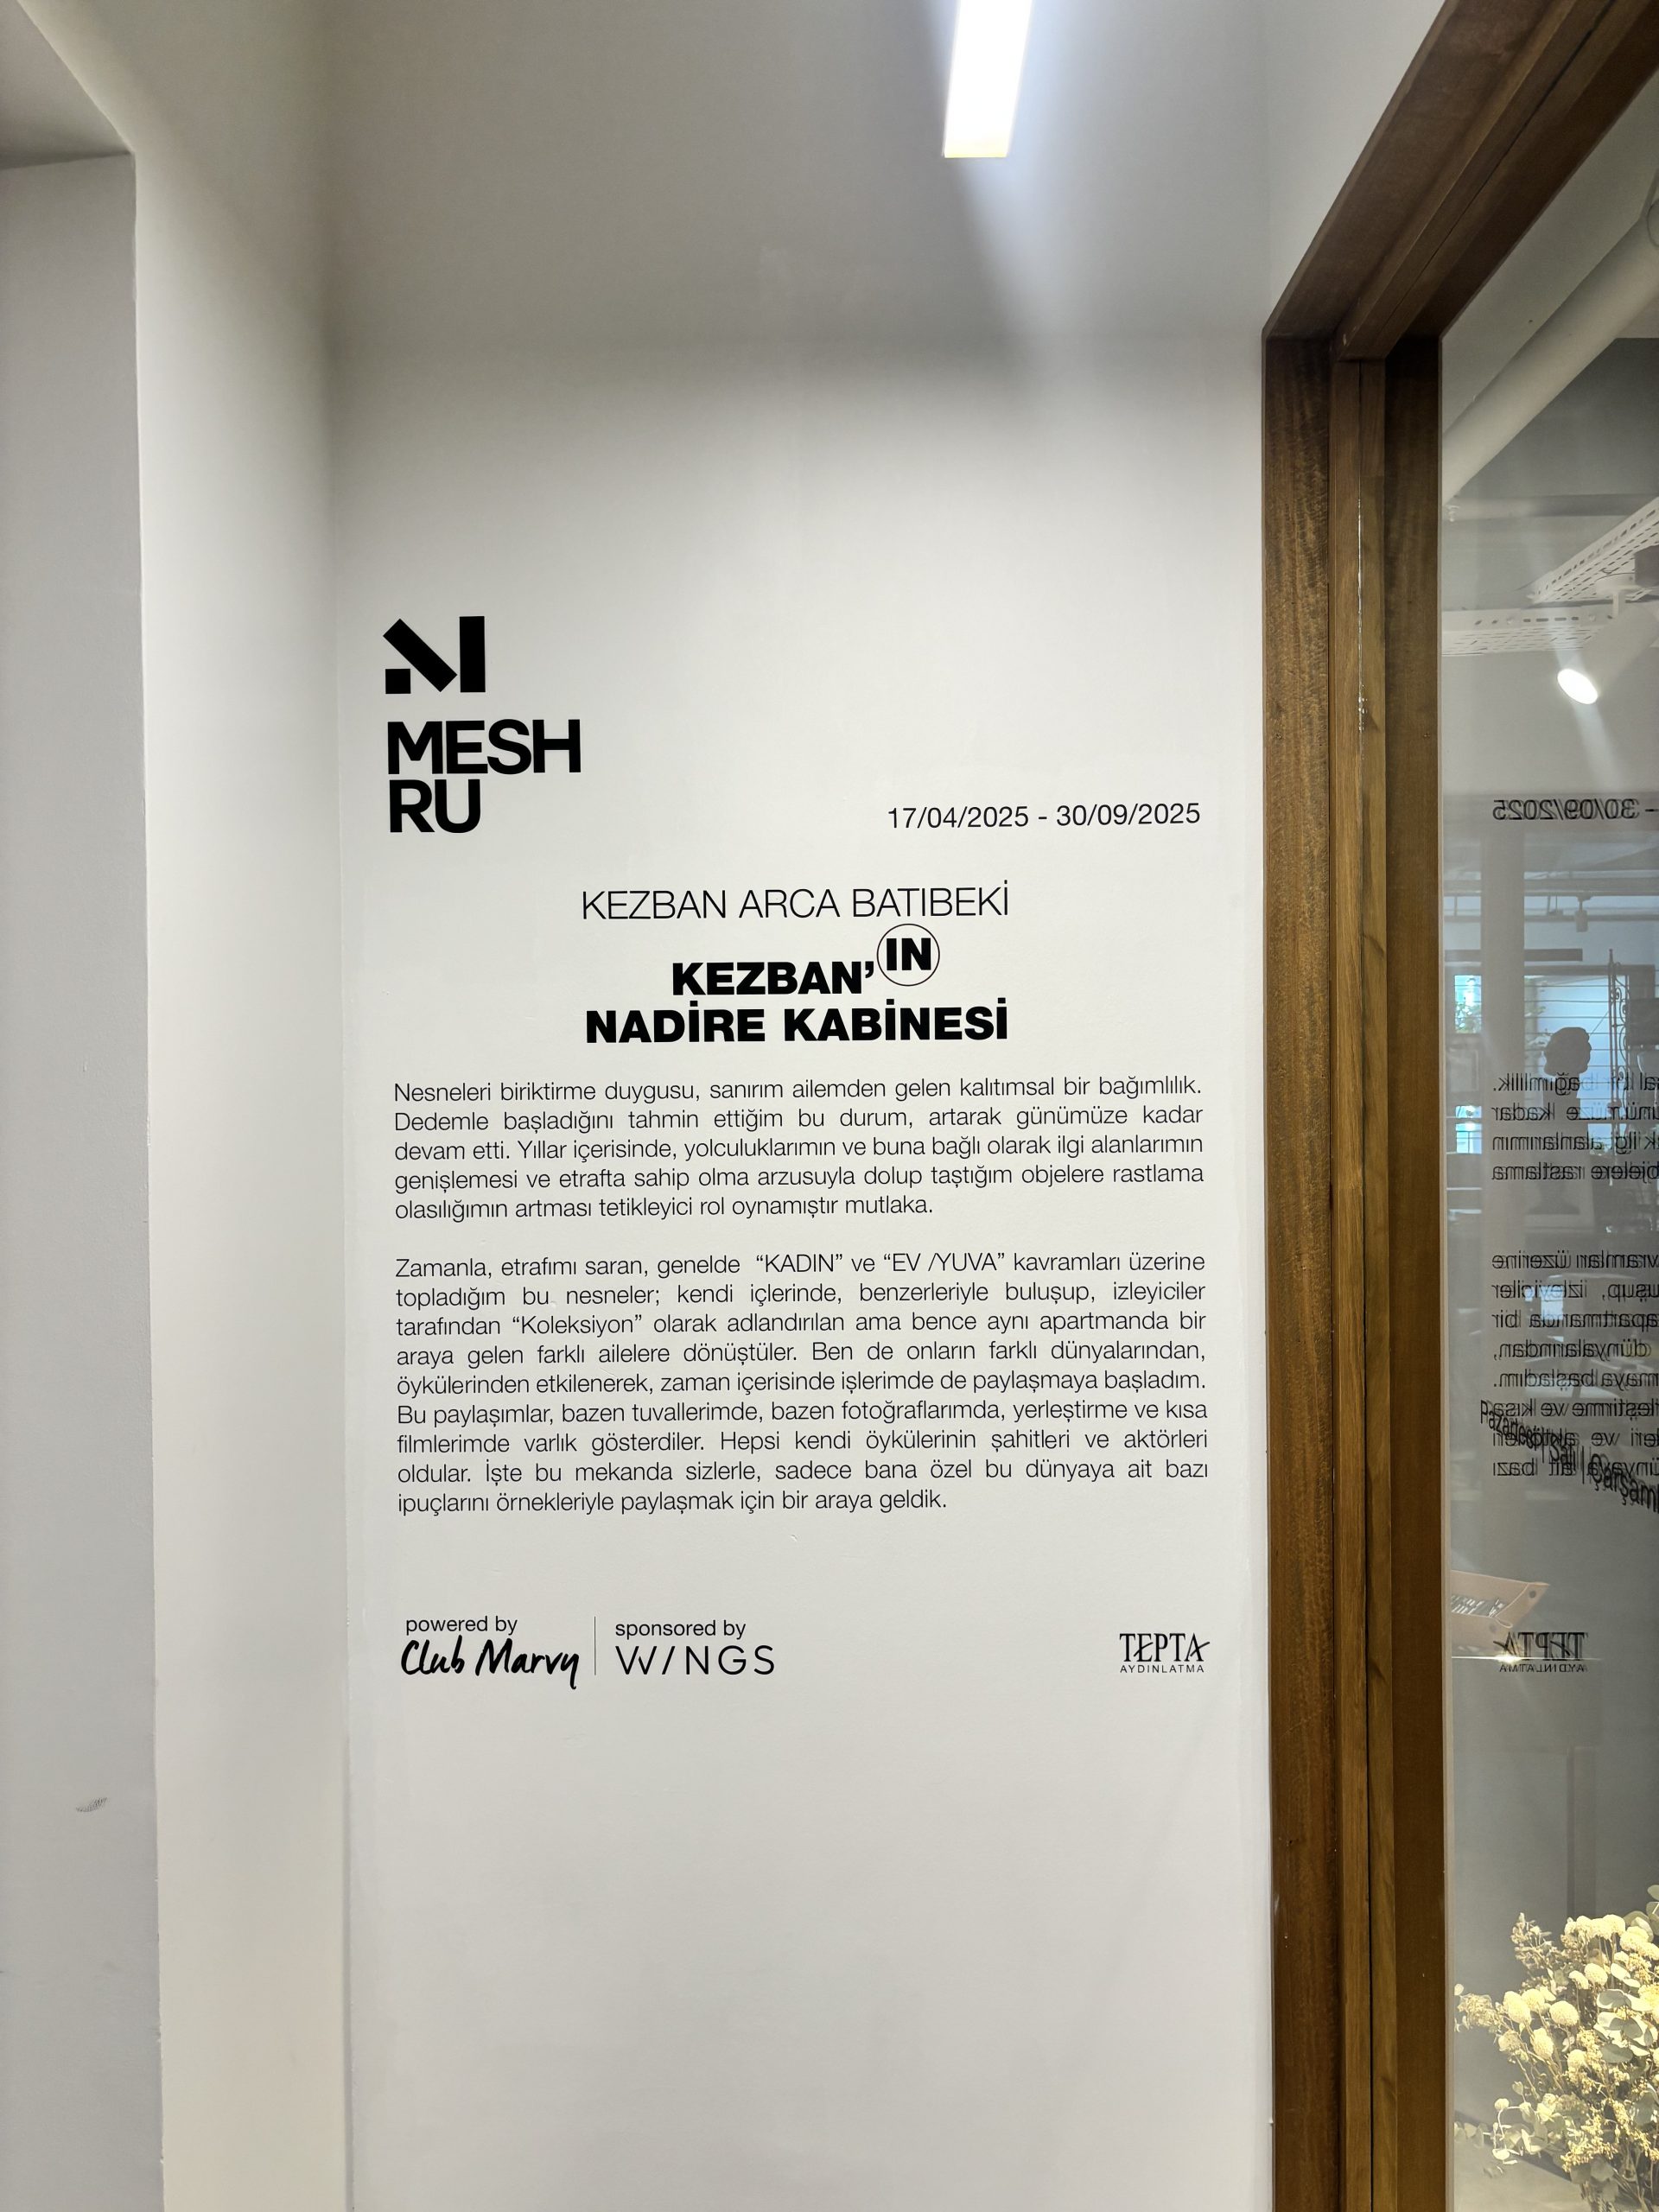 MESH
RU
17/04/2025 - 30/09/2025
KEZBAN ARCA BATIBEKİ
KEZBAN'IN
NADİRE KABİNESİ
Nesneleri biriktirme duygusu, sanırım ailemden gelen kalıtımsal bir bağımlılık.
Dedemle başladığını tahmin ettiğim bu durum, artarak günümüze kadar
devam etti. Yıllar içerisinde, yolculuklarımın ve buna bağlı olarak ilgi alanlarımın
genişlemesi ve etrafta sahip olma arzusuyla dolup taştığım objelere rastlama
olasılığımın artması tetikleyici rol oynamıştır mutlaka.
Zamanla, etrafımı saran, genelde “KADIN” ve “EV /YUVA” kavramları üzerine
topladığım bu nesneler; kendi içlerinde, benzerleriyle buluşup, izleyiciler
tarafından “Koleksiyon” olarak adlandırılan ama bence aynı apartmanda bir
araya gelen farklı ailelere dönüştüler. Ben de onların farklı dünyalarından,
öykülerinden etkilenerek, zaman içerisinde işlerimde de paylaşmaya başladım.
Bu paylaşımlar, bazen tuvallerimde, bazen fotoğraflarımda, yerleştirme ve kısa
filmlerimde varlık gösterdiler. Hepsi kendi öykülerinin şahitleri ve aktörleri
oldular. İşte bu mekanda sizlerle, sadece bana özel bu dünyaya ait bazı
ipuçlarını örnekleriyle paylaşmak için bir araya geldik.
powered by
Club Marvy
sponsored by
WINGS
TEPTA
AYDINLATMA